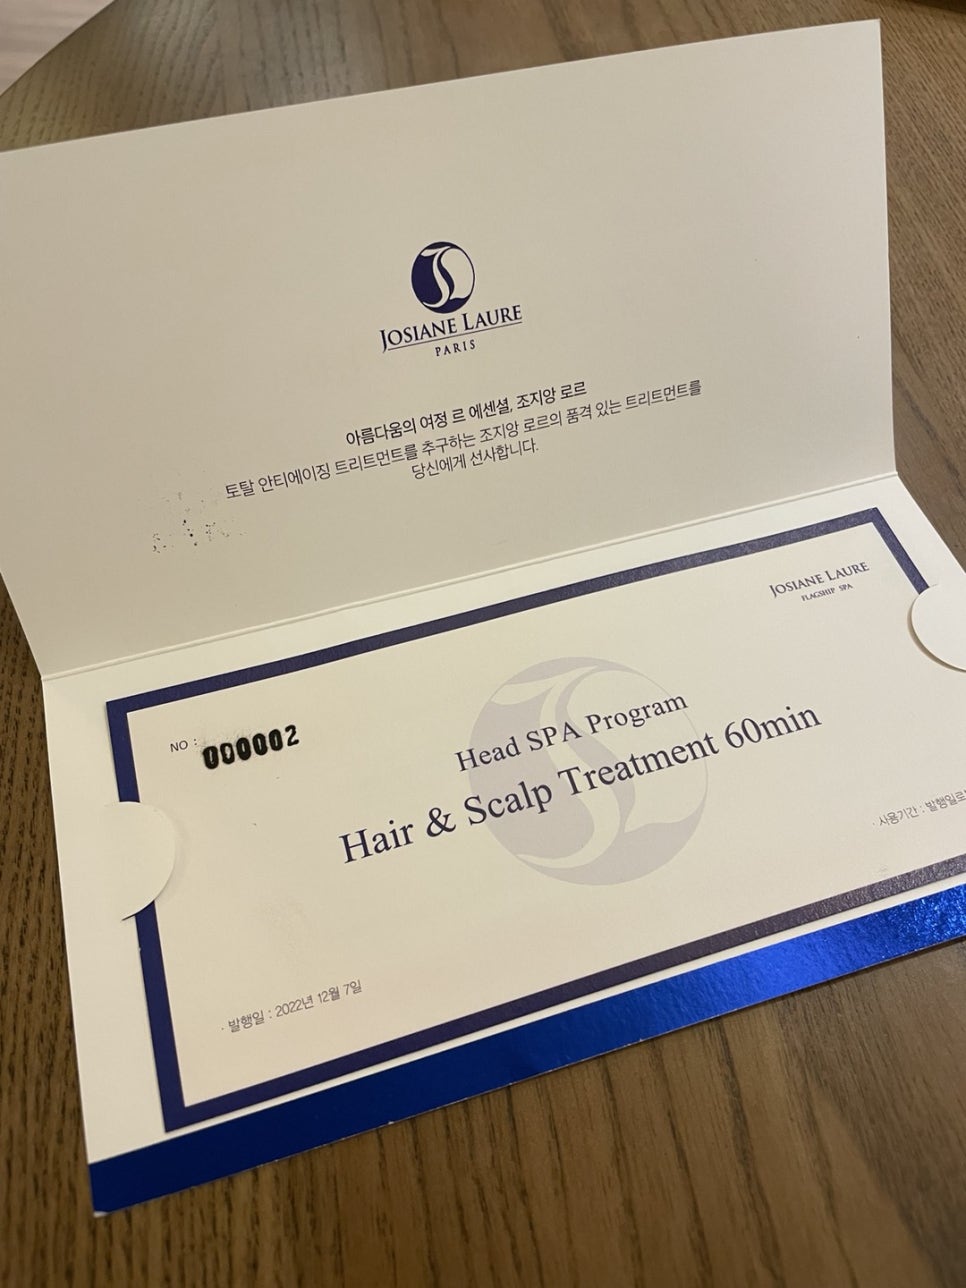 JOSIANE LAURE
PARIS
아름다움의 여정 르 에센셜, 조지앙 로르
토탈 안티에이징 트리트먼트를 추구하는 조지앙 로르의 품격 있는 트리트먼트를
당신에게 선사합니다.
JOSIANE LAURE
FLAGSHIP SPA
NO : 000002
Head SPA Program
Hair & Scalp Treatment 60min
· 사용기간 : 발행일로
· 발행일 : 2022년 12월 7일